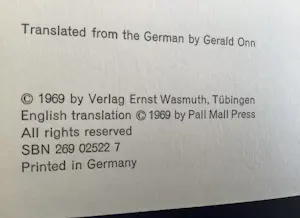 Translated from the German by Gerald Onn
© 1969 by Verlag Ernst Wasmuth, Tübingen
English translation © 1969 by Pall Mall Press
All rights reserved
SBN 269 02522 7
Printed in Germany